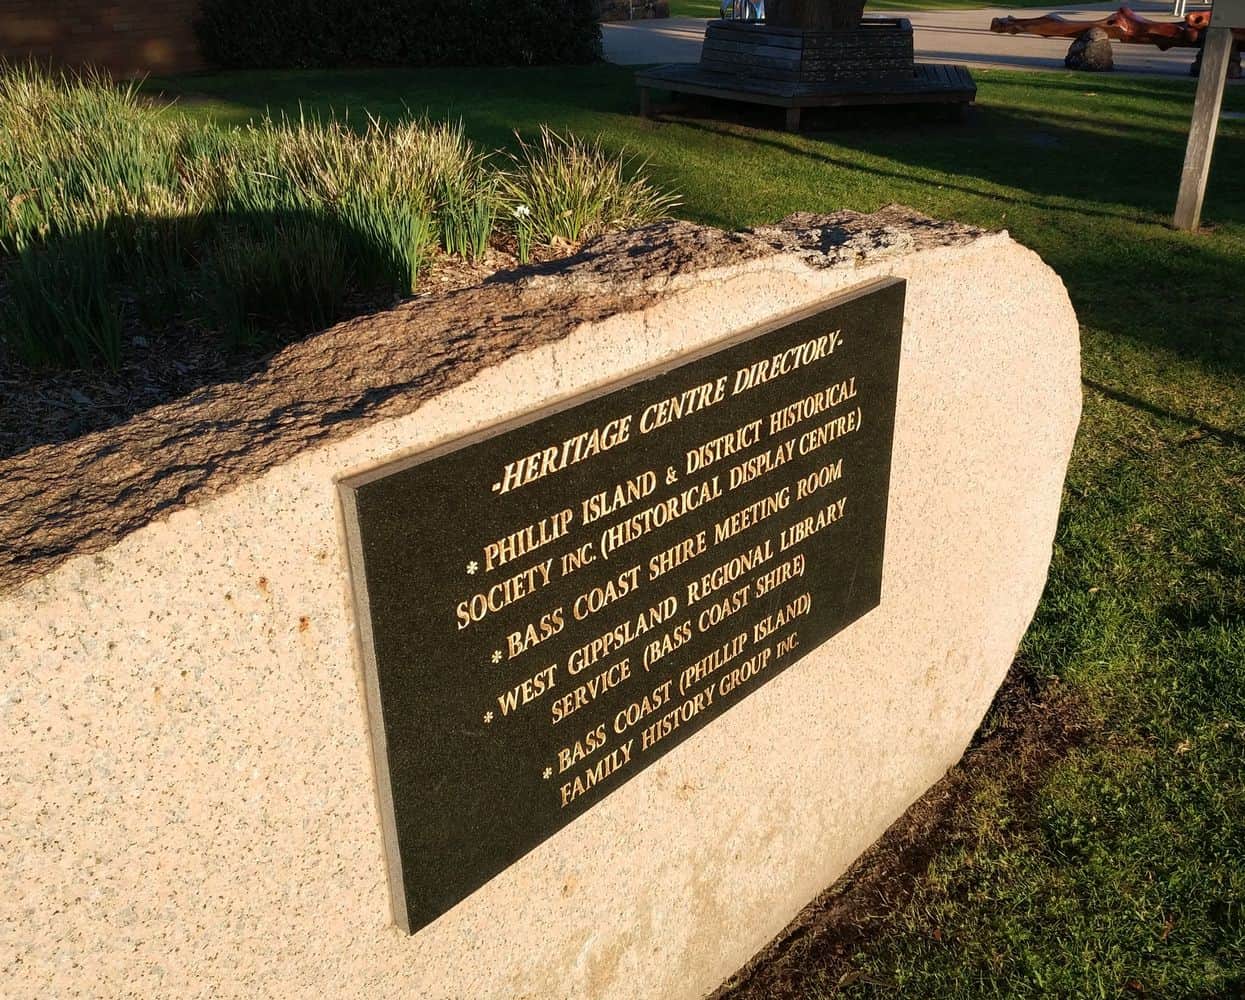 -HERITAGE CENTRE DIRECTORY-
* PHILLIP ISLAND & DISTRICT HISTORICAL
SOCIETY INC. (HISTORICAL DISPLAY CENTRE)
* BASS COAST SHIRE MEETING ROOM
* WEST GIPPSLAND REGIONAL LIBRARY
SERVICE (BASS COAST SHIRE)
* BASS COAST (PHILLIP ISLAND)
FAMILY HISTORY GROUP INC.